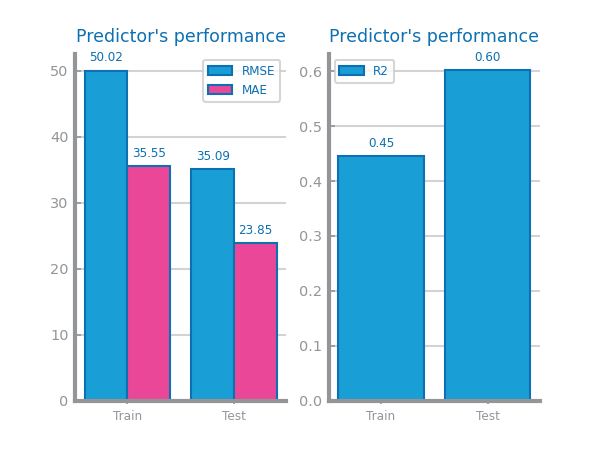 Predictor's performance
50.02
35.55
35.09
23.85
RMSE
MAE
50
40
30
20
10
0
Train
Test
Predictor's performance
R2
0.45
0.60
0.6
0.5
0.4
0.3
0.2
0.1
0.0
Train
Test